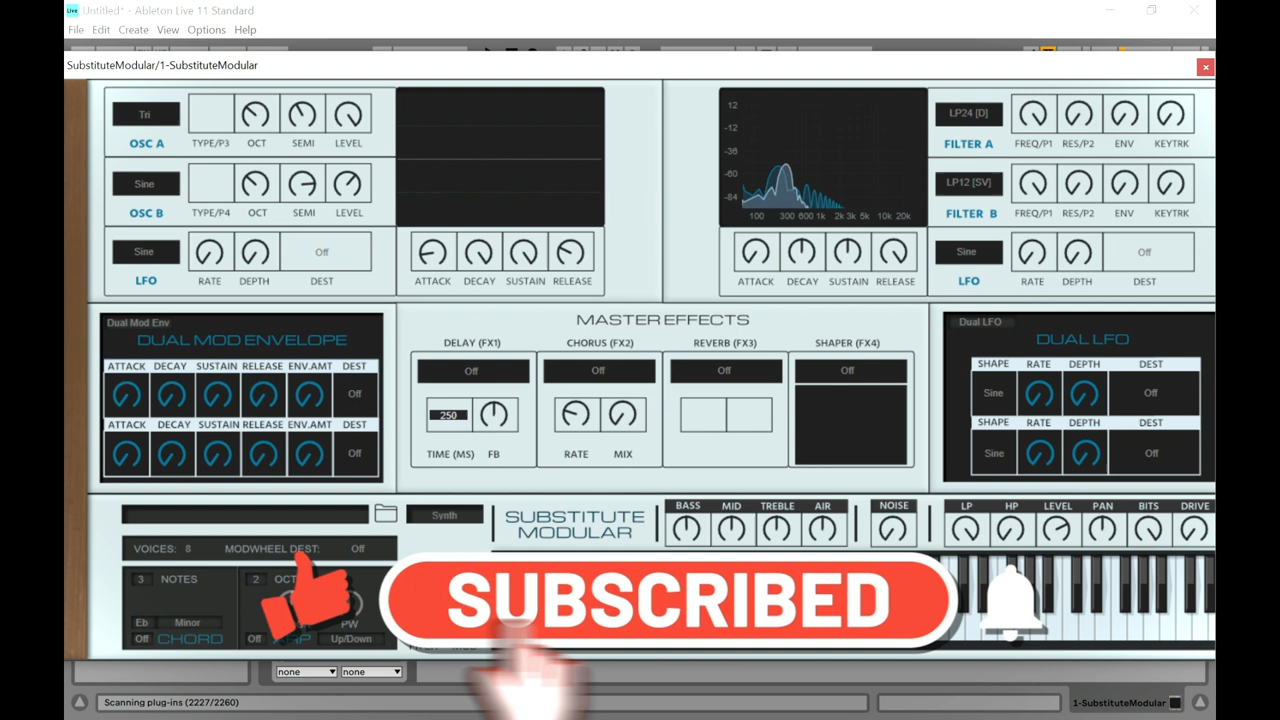 Live Untitled* - Ableton Live 11 Standard
File Edit Create View Options Help
SubstituteModular/1-SubstituteModular
Tri
OSC A TYPE/P3 OCT SEMI LEVEL
Sine
OSC B TYPE/P4 OCT SEMI LEVEL
Sine Off
LFO RATE DEPTH DEST
ATTACK DECAY SUSTAIN RELEASE
12
-12
-36
-60
-84
100 300 600 1k 2k 3k 5k 10k 20k
ATTACK DECAY SUSTAIN RELEASE
LP24 [D]
FILTER A FREQ/P1 RES/P2 ENV KEYTRK
LP12 [SV]
FILTER B FREQ/P1 RES/P2 ENV KEYTRK
Sine Off
LFO RATE DEPTH DEST
Dual Mod Env
DUAL MOD ENVELOPE
ATTACK DECAY SUSTAIN RELEASE ENV.AMT DEST
Off
ATTACK DECAY SUSTAIN RELEASE ENV.AMT DEST
Off
MASTER EFFECTS
DELAY (FX1) CHORUS (FX2) REVERB (FX3) SHAPER (FX4)
Off Off Off Off
250
TIME (MS) FB RATE MIX
Dual LFO
DUAL LFO
SHAPE RATE DEPTH DEST
Sine Off
SHAPE RATE DEPTH DEST
Sine Off
Synth
SUBSTITUTE
MODULAR
BASS MID TREBLE AIR NOISE LP HP LEVEL PAN BITS DRIVE
VOICES: 8 MODWHEEL DEST: Off
3 NOTES 2 OCT
Eb Minor PW
Off CHORD Off ARP Up/Down
SUBSCRIBED
none none
Scanning plug-ins (2227/2260)
1-SubstituteModular